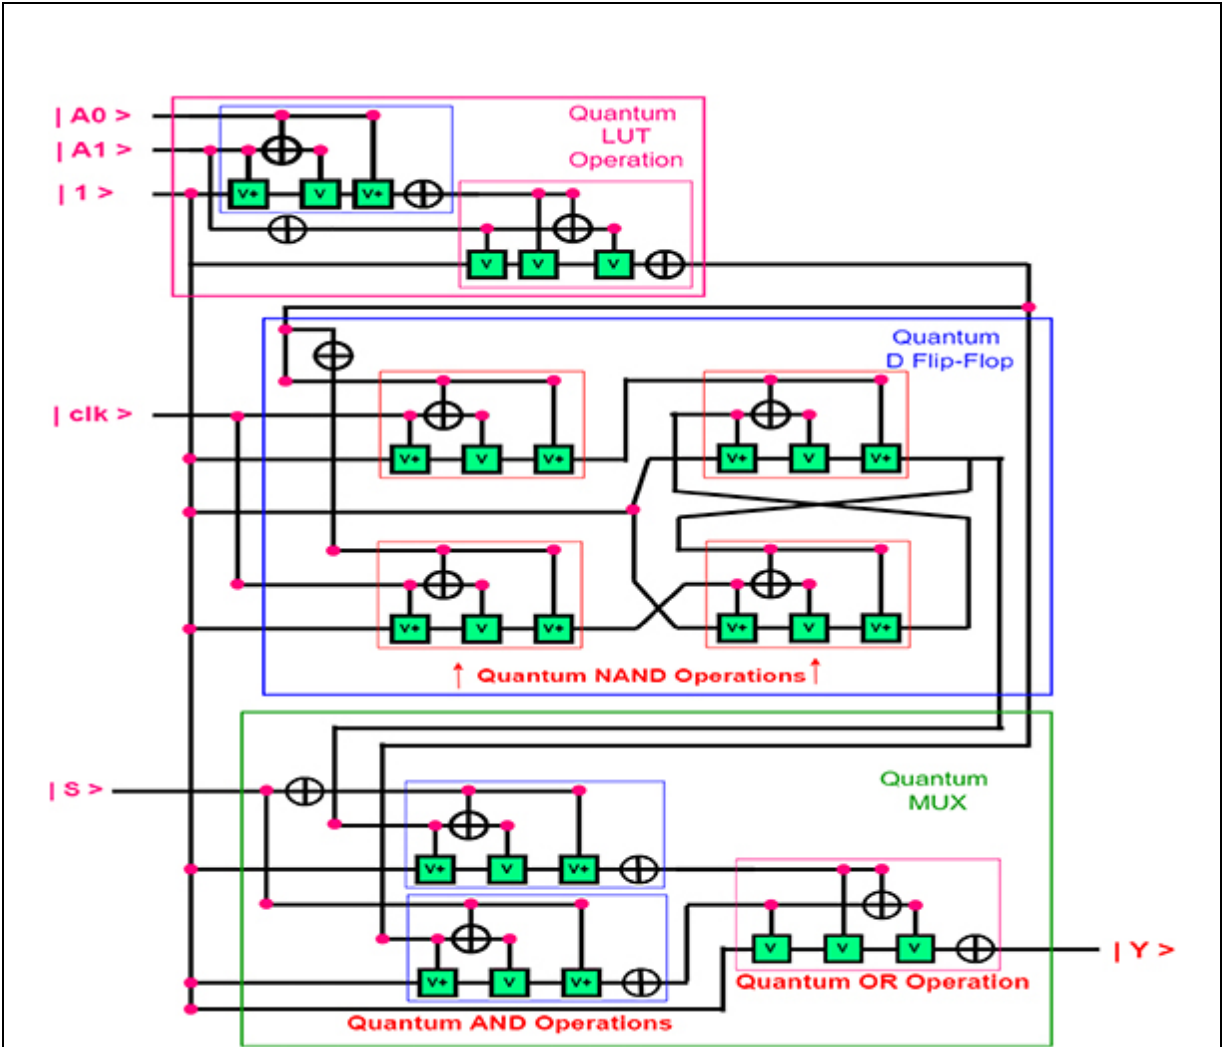 Quantum
LUT
Operation
| A0 >
| A1 >
| 1 >
V+ V V+
V V V
Quantum
D Flip-Flop
| clk >
V+ V V+ V+ V V+
V+ V V+ V+ V V+
↑ Quantum NAND Operations ↑
| S >
Quantum
MUX
V+ V V+
V V V
| Y >
V+ V V+
Quantum OR Operation
Quantum AND Operations